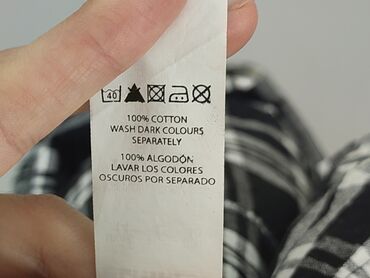 40
100% COTTON
WASH DARK COLOURS
SEPARATELY
100% ALGODÓN
LAVAR LOS COLORES
OSCUROS POR SEPARADO